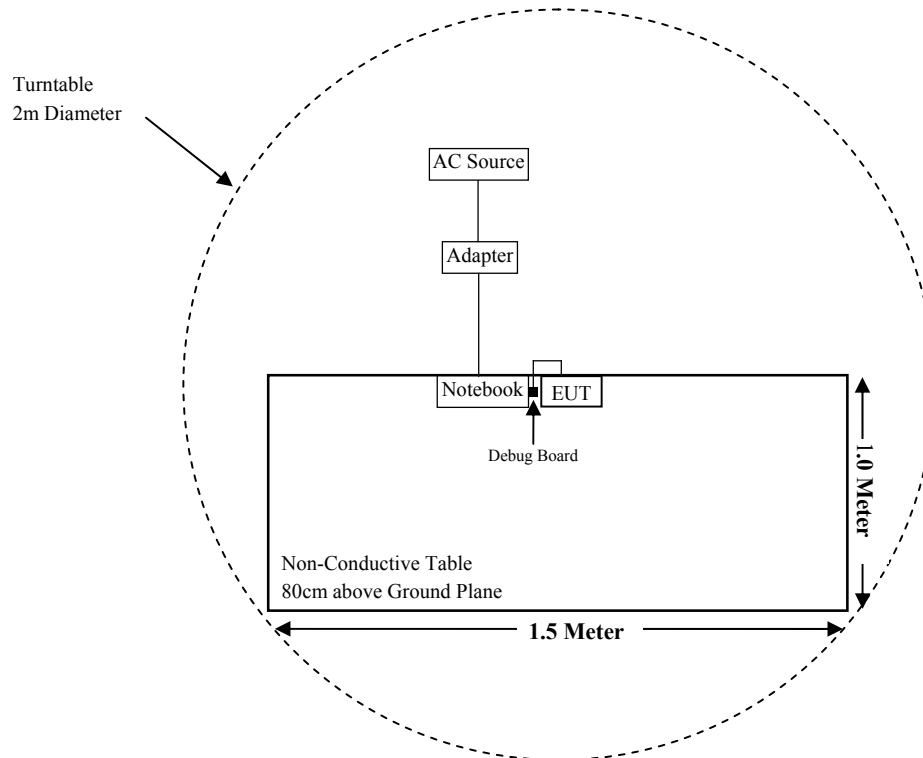 Turntable
2m Diameter
AC Source
Adapter
Notebook
EUT
Debug Board
1.0 Meter
Non-Conductive Table
80cm above Ground Plane
1.5 Meter